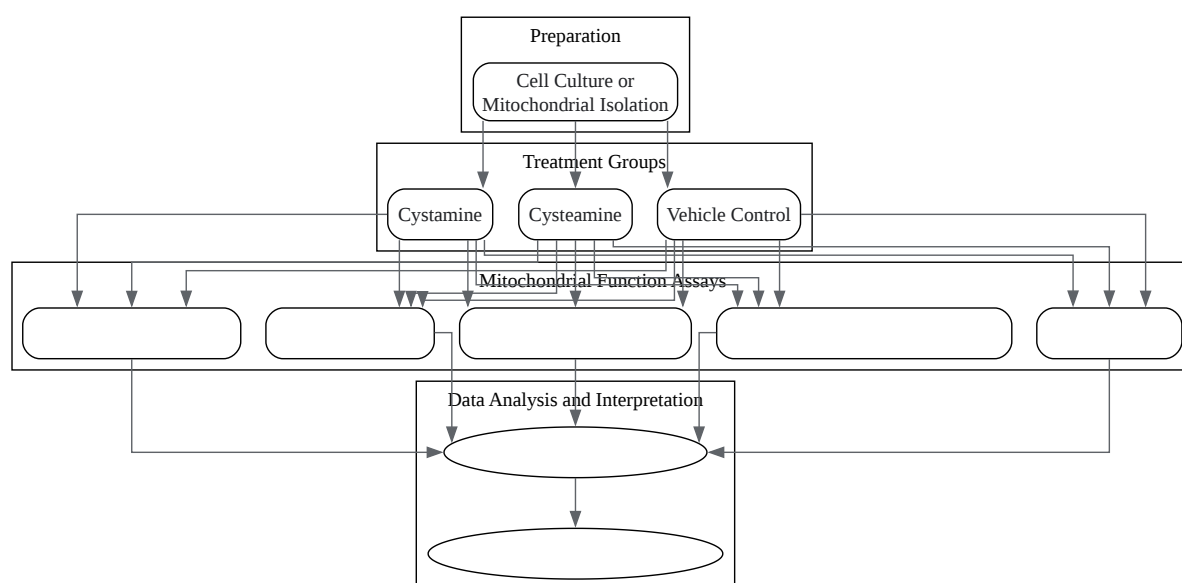 Preparation
Cell Culture or
Mitochondrial Isolation
Treatment Groups
Cystamine
Cysteamine
Vehicle Control
Mitochondrial Function Assays
Data Analysis and Interpretation